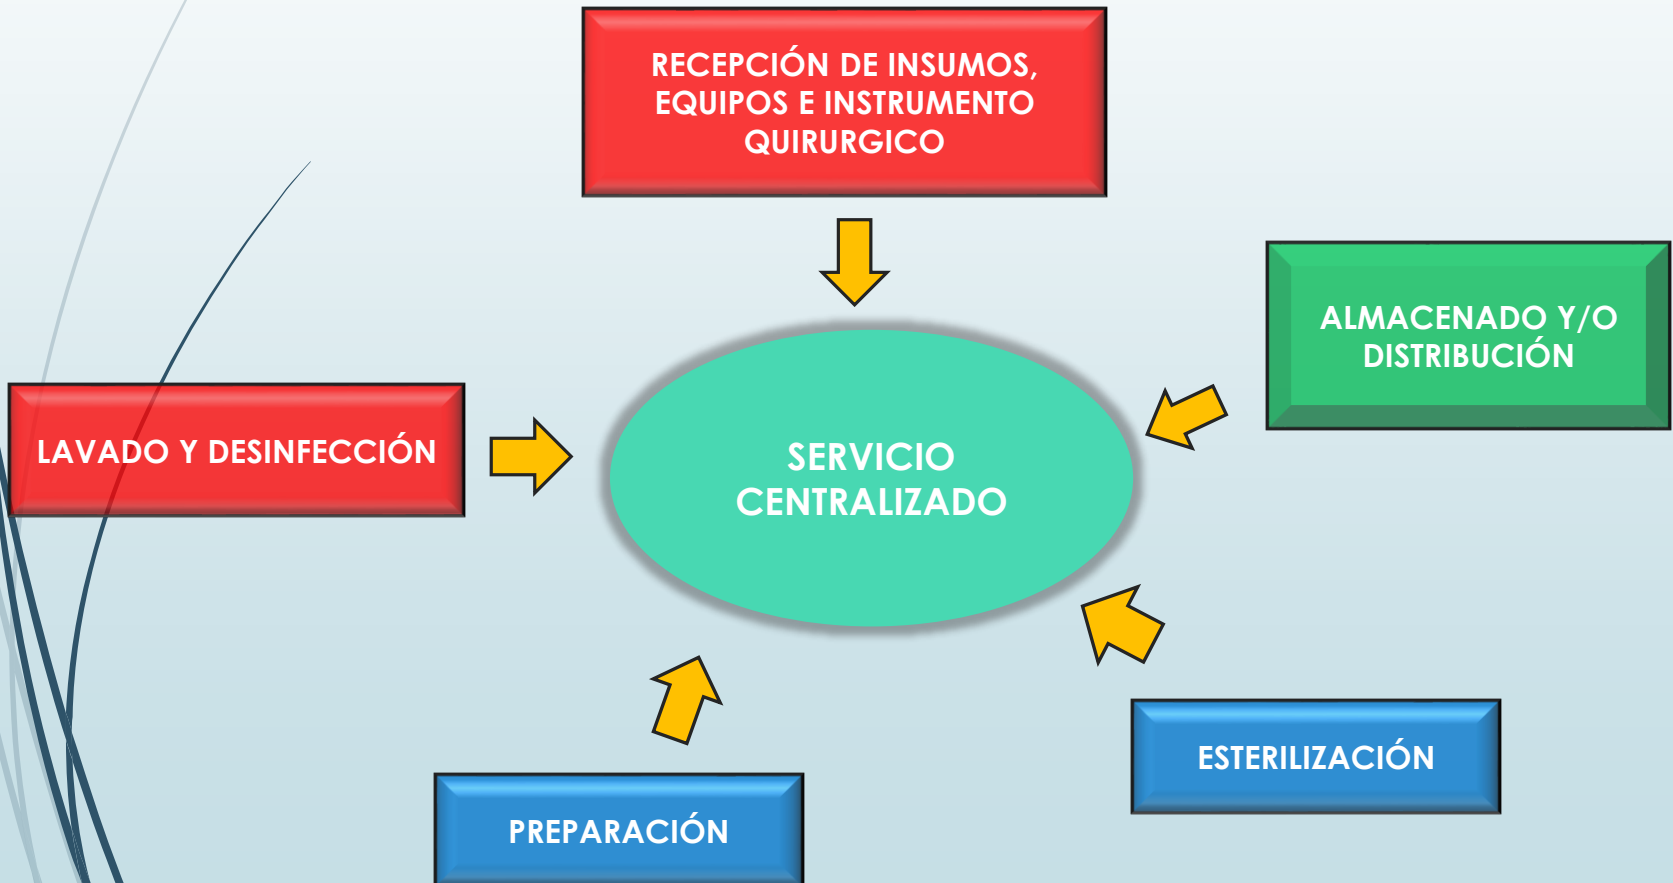 RECEPCIÓN DE INSUMOS,
EQUIPOS E INSTRUMENTO
QUIRURGICO
ALMACENADO Y/O
DISTRIBUCIÓN
LAVADO Y DESINFECCIÓN
SERVICIO
CENTRALIZADO
ESTERILIZACIÓN
PREPARACIÓN